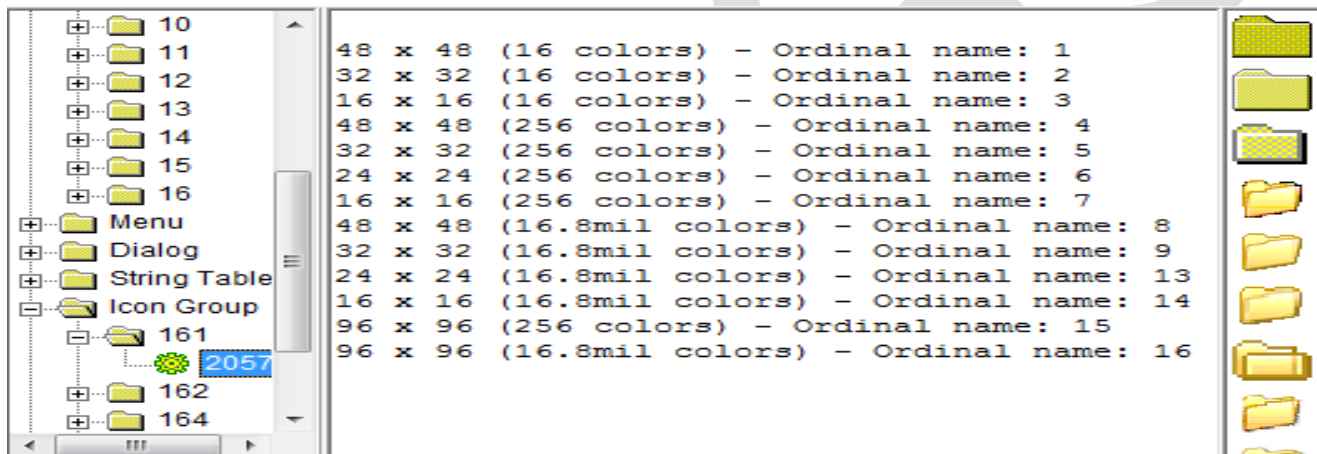 10
11
12
13
14
15
16
Menu
Dialog
String Table
Icon Group
161
2057
162
164
48 x 48 (16 colors) - Ordinal name: 1
32 x 32 (16 colors) - Ordinal name: 2
16 x 16 (16 colors) - Ordinal name: 3
48 x 48 (256 colors) - Ordinal name: 4
32 x 32 (256 colors) - Ordinal name: 5
24 x 24 (256 colors) - Ordinal name: 6
16 x 16 (256 colors) - Ordinal name: 7
48 x 48 (16.8mil colors) - Ordinal name: 8
32 x 32 (16.8mil colors) - Ordinal name: 9
24 x 24 (16.8mil colors) - Ordinal name: 13
16 x 16 (16.8mil colors) - Ordinal name: 14
96 x 96 (256 colors) - Ordinal name: 15
96 x 96 (16.8mil colors) - Ordinal name: 16